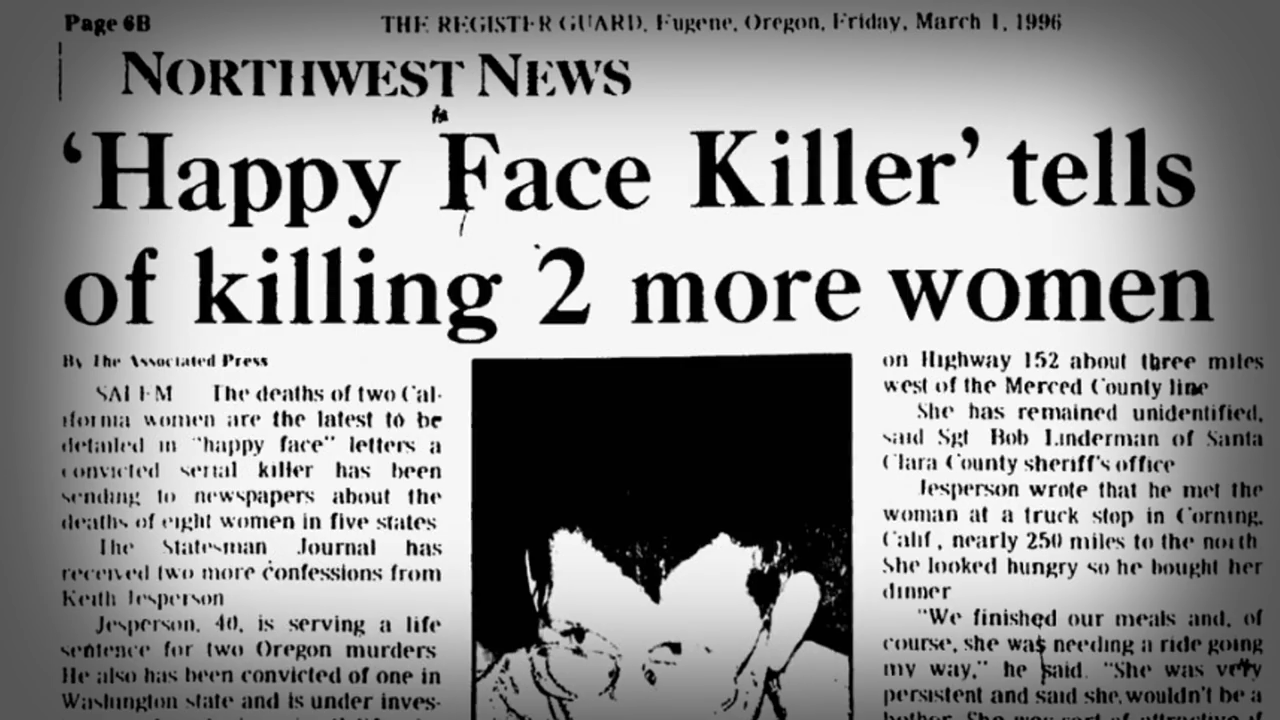 Page 6B
THE REGISTER GUARD, Eugene, Oregon, Friday, March 1, 1996
NORTHWEST NEWS
'Happy Face Killer' tells
of killing 2 more women
By The Associated Press
SALEM The deaths of two Cal-
ifornia women are the latest to be
detailed in "happy face" letters a
convicted serial killer has been
sending to newspapers about the
deaths of eight women in five states
The Statesman Journal has
received two more confessions from
Keith Jesperson
Jesperson, 40, is serving a life
sentence for two Oregon murders
He also has been convicted of one in
Washington state and is under inves-
on Highway 152 about three miles
west of the Merced County line
She has remained unidentified,
said Sgt Bob Linderman of Santa
Clara County sheriff's office
Jesperson wrote that he met the
woman at a truck stop in Corning,
Calif, nearly 250 miles to the north
She looked hungry so he bought her
dinner
"We finished our meals and, of
course, she was needing a ride going
my way," he said. "She was very
persistent and said she wouldn't be a
bother. She was sort of attractive if